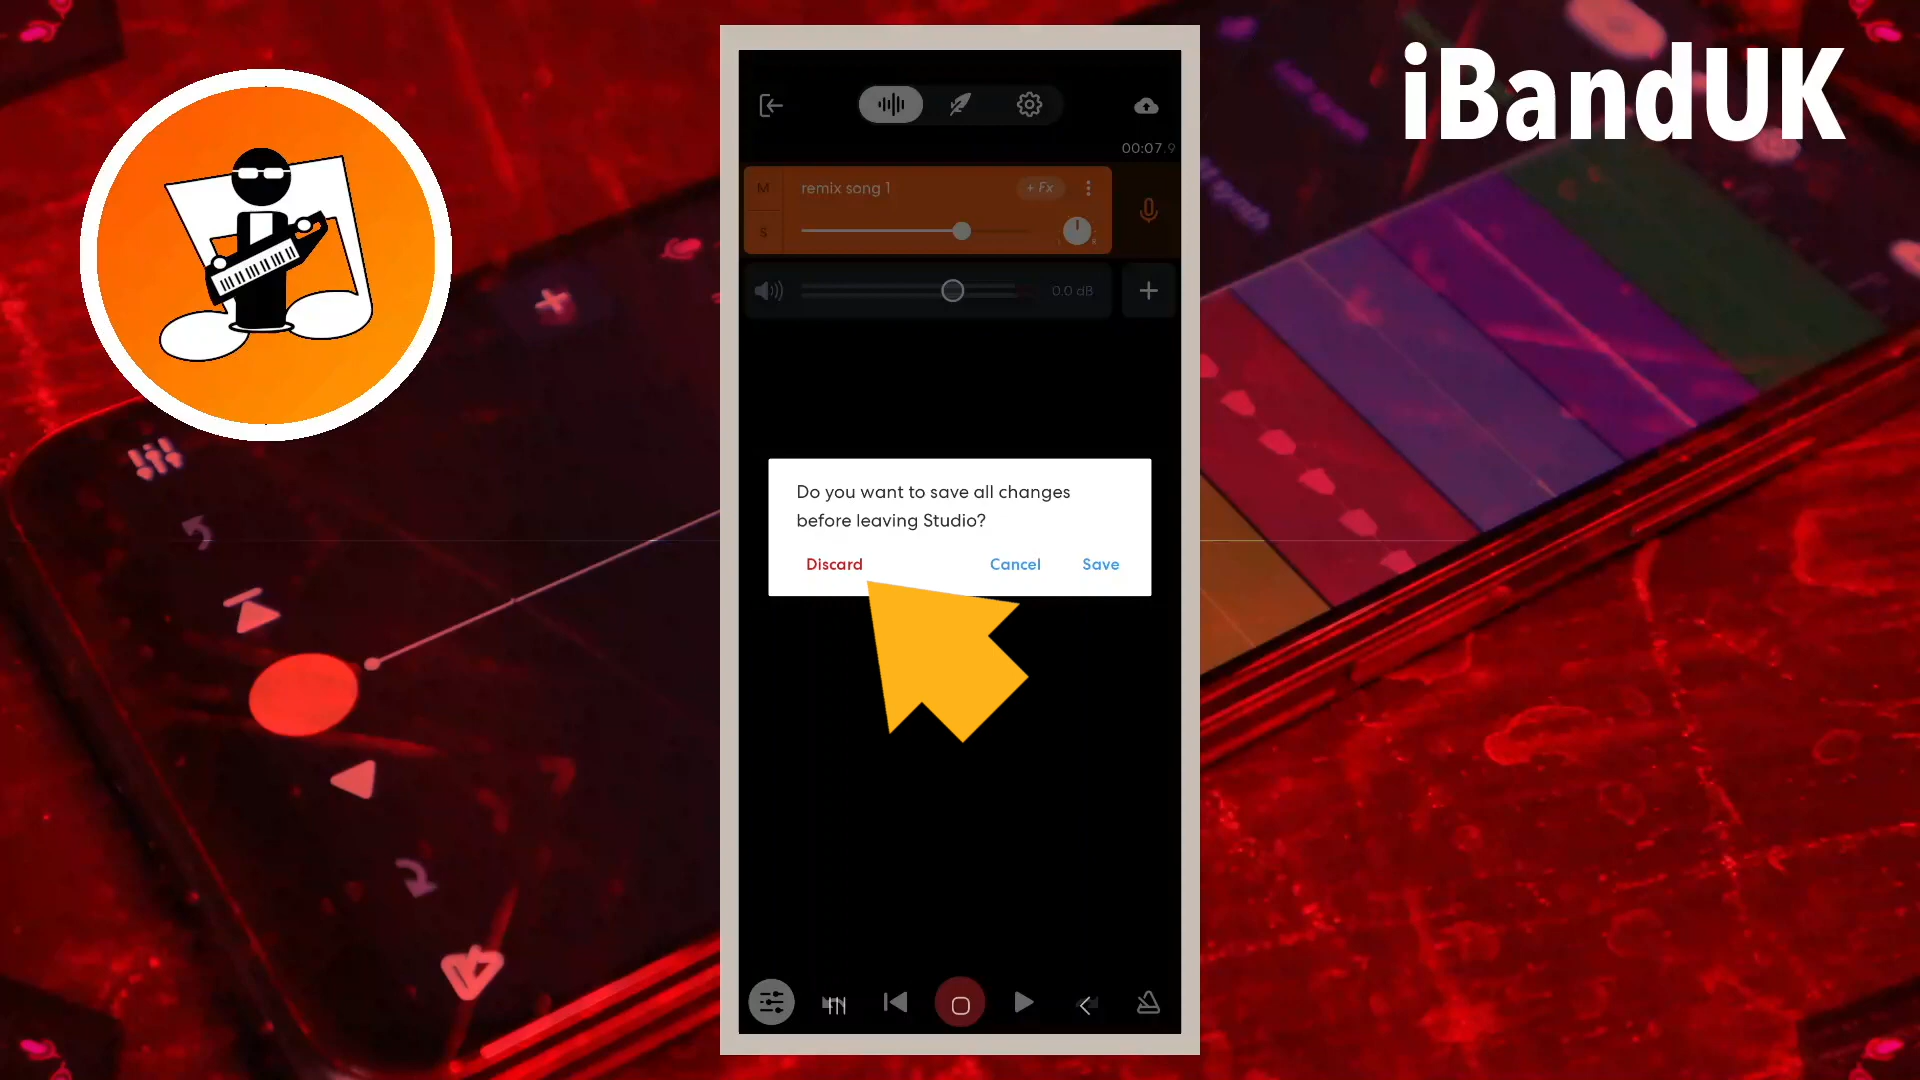 iBandUK
00:07.9
M
remix song 1
+ Fx
S
L
R
0.0 dB
Do you want to save all changes
before leaving Studio?
Discard
Cancel
Save